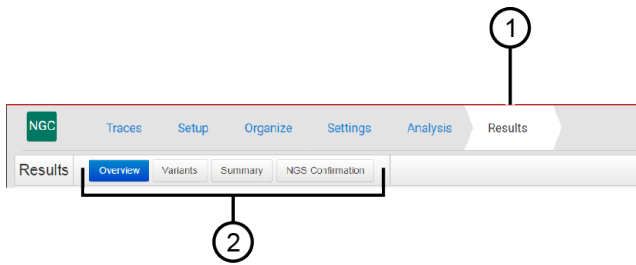 1
NGC Traces Setup Organize Settings Analysis Results
Results Overview Variants Summary NGS Confirmation
2